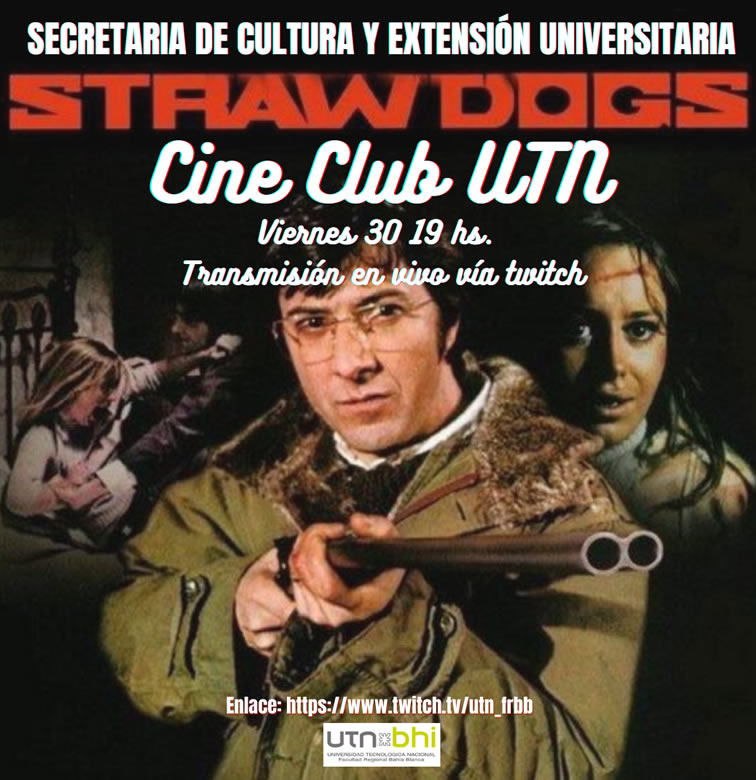 SECRETARIA DE CULTURA Y EXTENSIÓN UNIVERSITARIA
STRAW DOGS
Cine Club UTN
Viernes 30 19 hs.
Transmisión en vivo vía twitch
Enlace: https://www.twitch.tv/utn_frbb
utn bhi
UNIVERSIDAD TECNOLOGICA NACIONAL
Facultad Regional Bahía Blanca